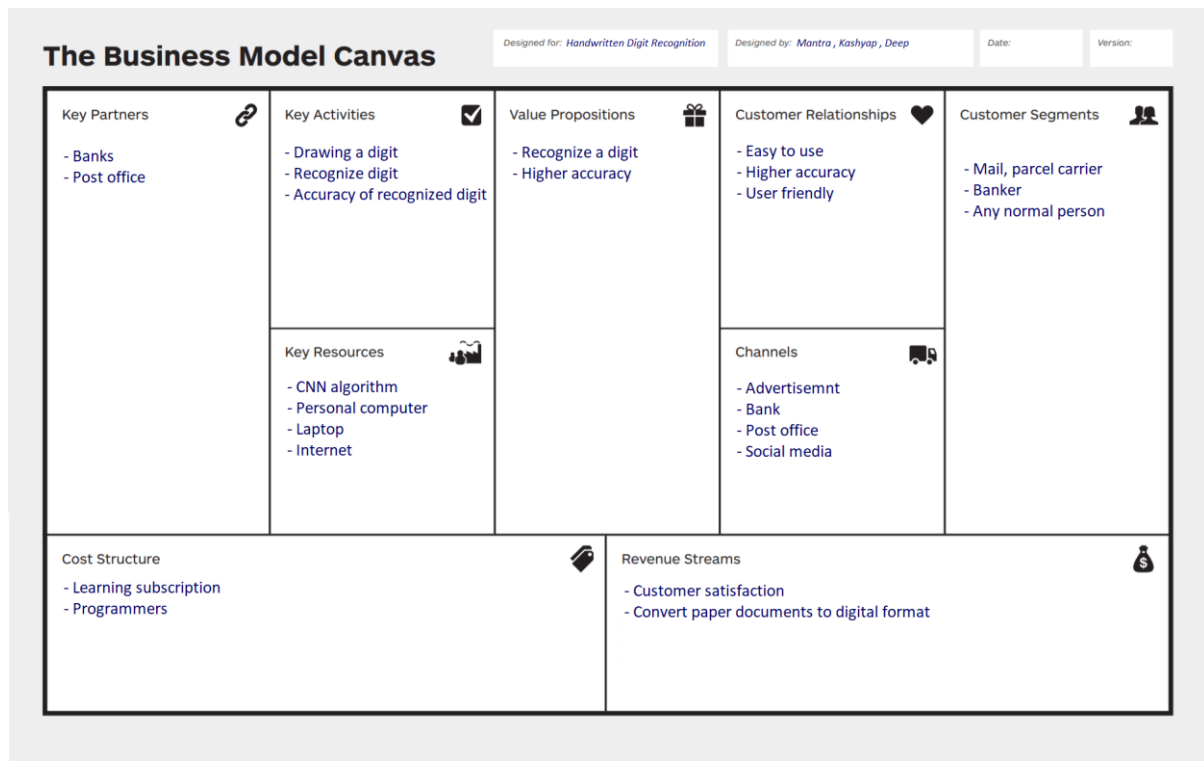 The Business Model Canvas
Designed for: Handwritten Digit Recognition
Designed by: Mantra , Kashyap , Deep
Date:
Version:
Key Partners
- Banks
- Post office
Key Activities
- Drawing a digit
- Recognize digit
- Accuracy of recognized digit
Key Resources
- CNN algorithm
- Personal computer
- Laptop
- Internet
Value Propositions
- Recognize a digit
- Higher accuracy
Customer Relationships
- Easy to use
- Higher accuracy
- User friendly
Channels
- Advertisemnt
- Bank
- Post office
- Social media
Customer Segments
- Mail, parcel carrier
- Banker
- Any normal person
Cost Structure
- Learning subscription
- Programmers
Revenue Streams
$
- Customer satisfaction
- Convert paper documents to digital format